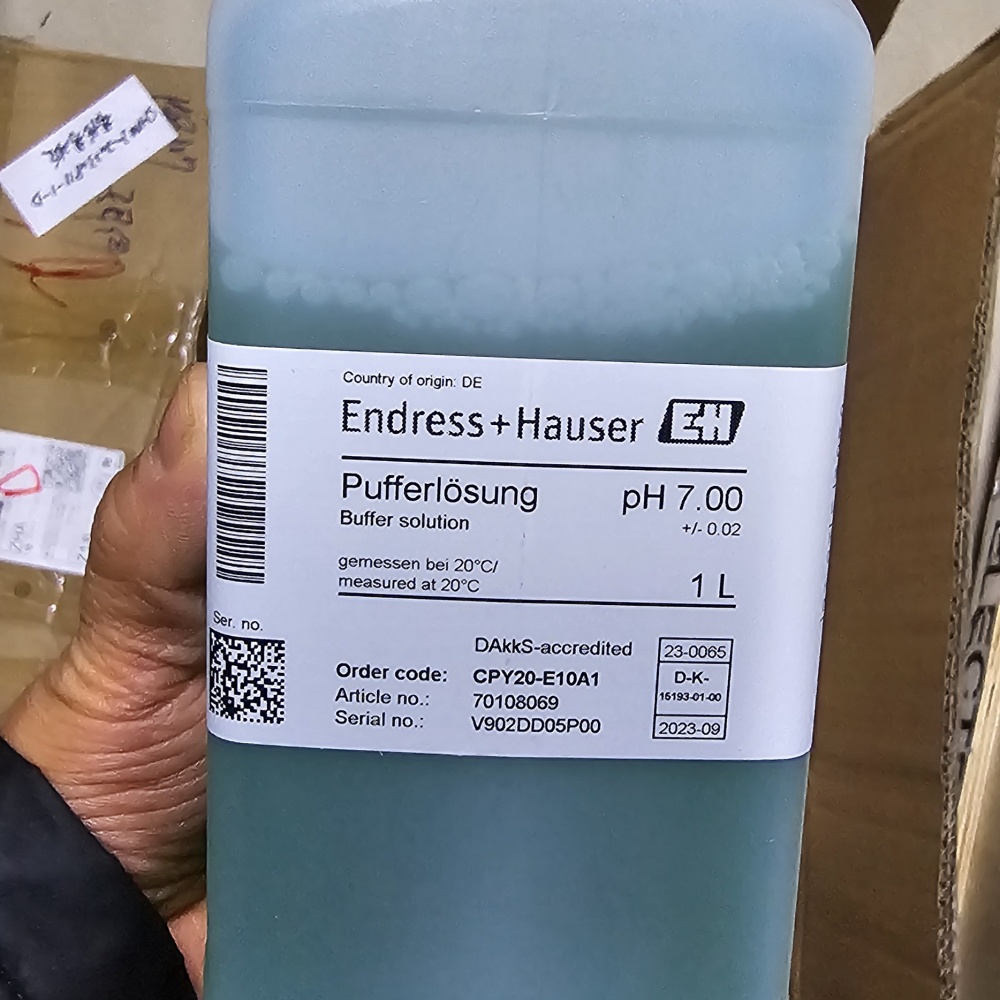 Country of origin: DE
Endress+Hauser EH
Pufferlösung pH 7.00
Buffer solution +/- 0.02
gemessen bei 20°C/
measured at 20°C 1 L
Ser. no.
DAkkS-accredited 23-0065
Order code: CPY20-E10A1 D-K-
Article no.: 70108069 15193-01-00
Serial no.: V902DD05P00 2023-09